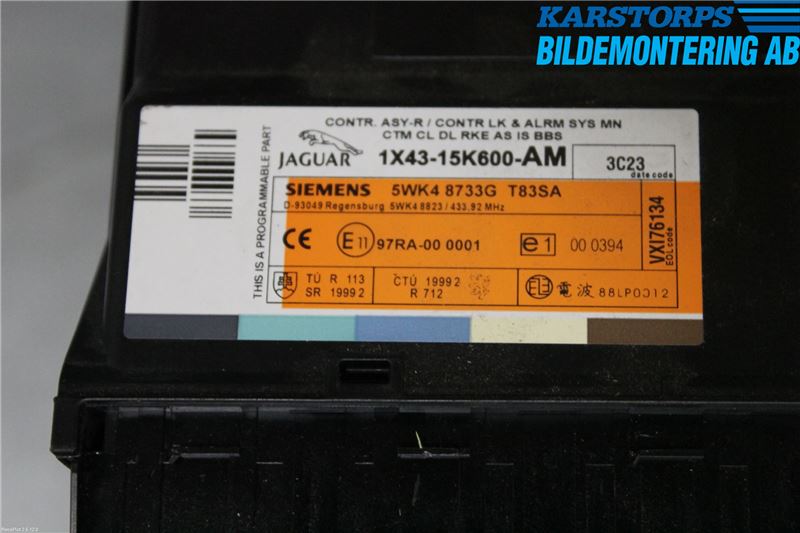 KARSTORPS
BILDEMONTERING AB
CONTR. ASY-R / CONTR LK & ALRM SYS MN
CTM CL DL RKE AS IS BBS
JAGUAR 1X43-15K600-AM
3C23
date code
THIS IS A PROGRAMMABLE PART
SIEMENS 5WK4 8733G T83SA
D-93049 Regensburg 5WK4 8823 / 433,92 MHz
CE E11 97RA-00 0001 e1 00 0394
VXI76134
EOL code
TÚ R 113
SR 1999 2
ČTÚ 1999 2
R 712
電波 88LP0012